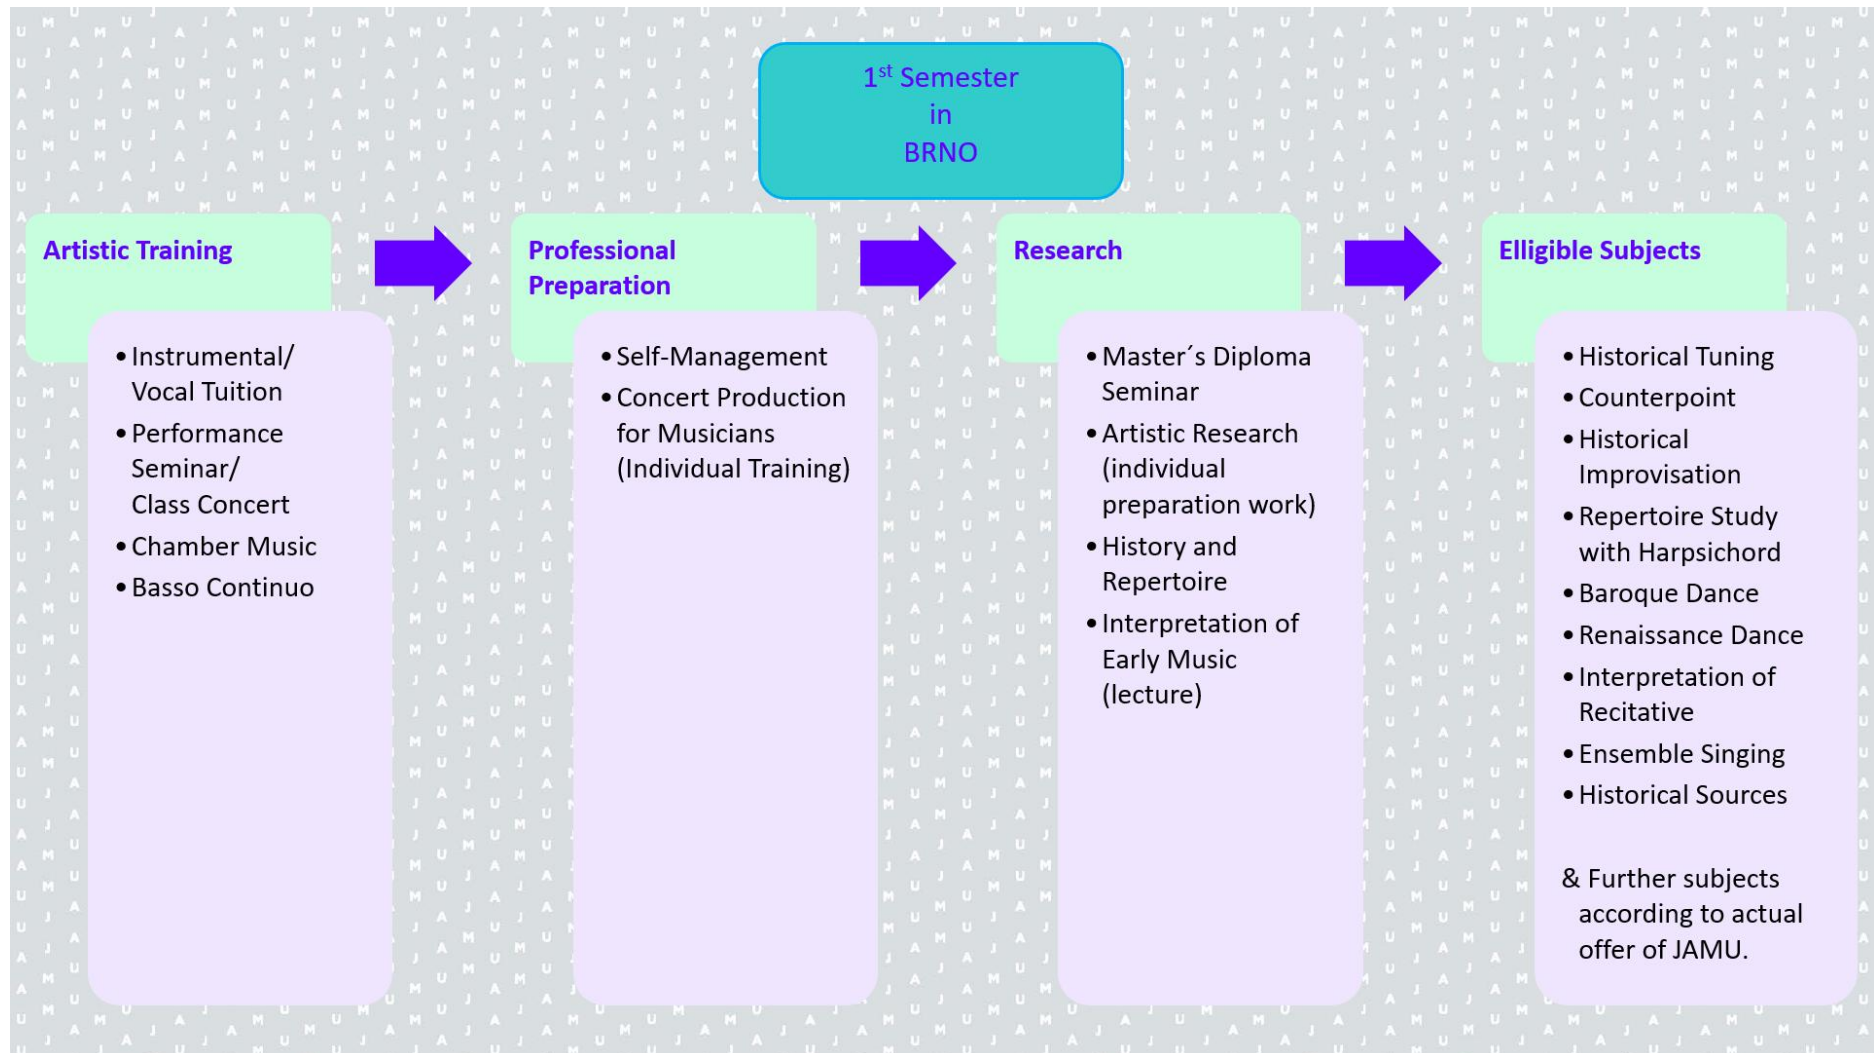 1st Semester
in
BRNO
Artistic Training
• Instrumental/
Vocal Tuition
• Performance
Seminar/
Class Concert
• Chamber Music
• Basso Continuo
Professional
Preparation
• Self-Management
• Concert Production
for Musicians
(Individual Training)
Research
• Master´s Diploma
Seminar
• Artistic Research
(individual
preparation work)
• History and
Repertoire
• Interpretation of
Early Music
(lecture)
Elligible Subjects
• Historical Tuning
• Counterpoint
• Historical
Improvisation
• Repertoire Study
with Harpsichord
• Baroque Dance
• Renaissance Dance
• Interpretation of
Recitative
• Ensemble Singing
• Historical Sources
& Further subjects
according to actual
offer of JAMU.